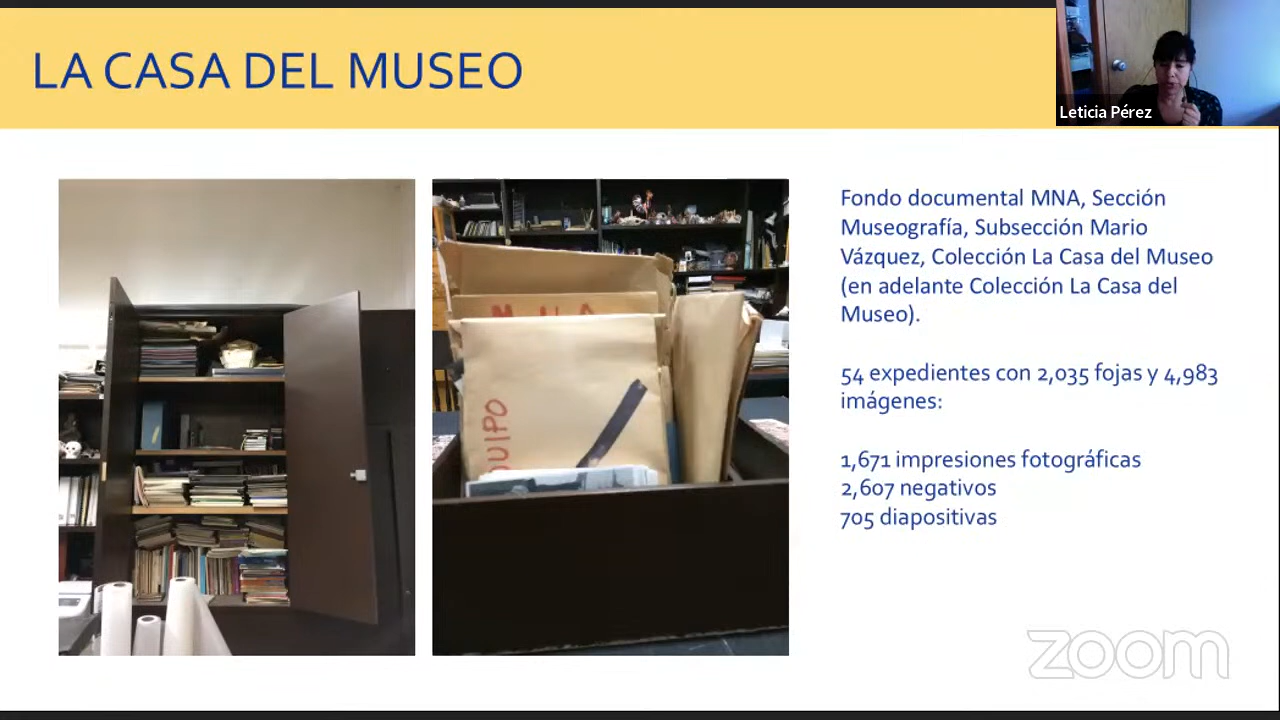 LA CASA DEL MUSEO
Leticia Pérez
Fondo documental MNA, Sección
Museografía, Subsección Mario
Vázquez, Colección La Casa del Museo
(en adelante Colección La Casa del
Museo).
54 expedientes con 2,035 fojas y 4,983
imágenes:
1,671 impresiones fotográficas
2,607 negativos
705 diapositivas
MNA
UIPO
zoom